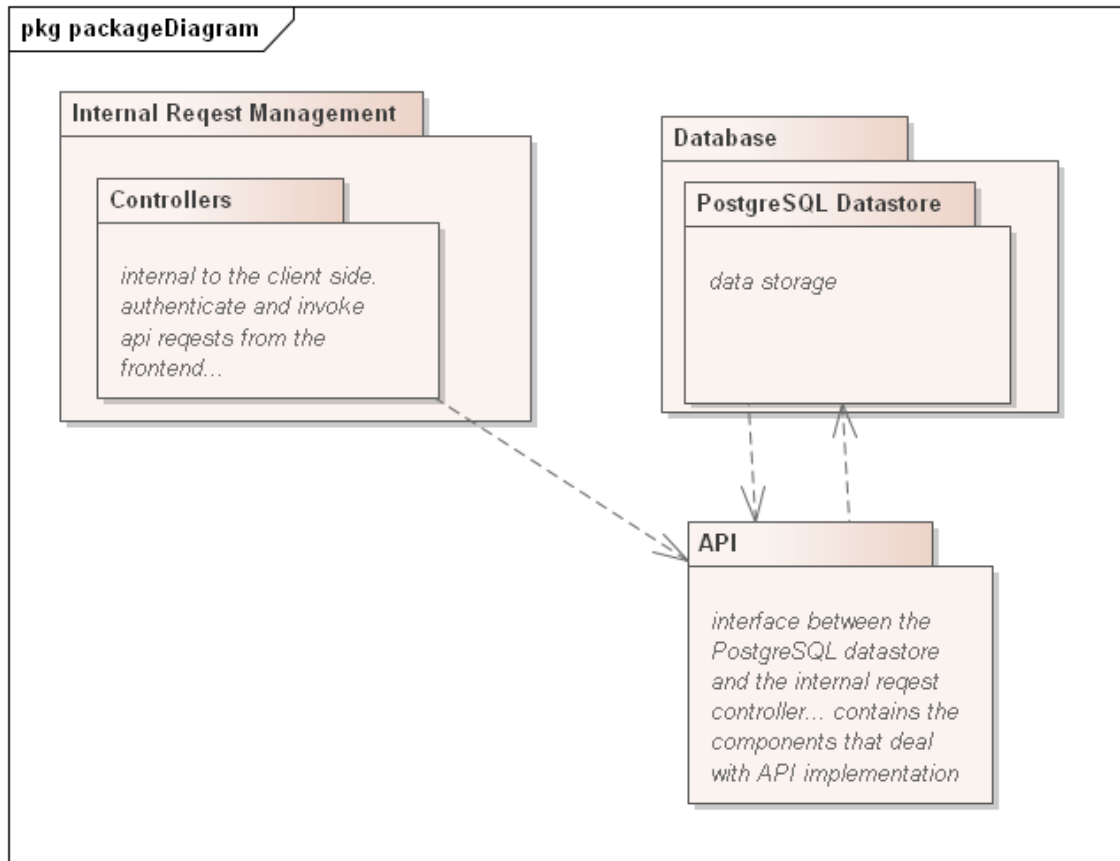 pkg packageDiagram
Internal Reqest Management
Controllers
internal to the client side.
authenticate and invoke
api reqests from the
frontend...
Database
PostgreSQL Datastore
data storage
API
interface between the
PostgreSQL datastore
and the internal reqest
controller... contains the
components that deal
with API implementation